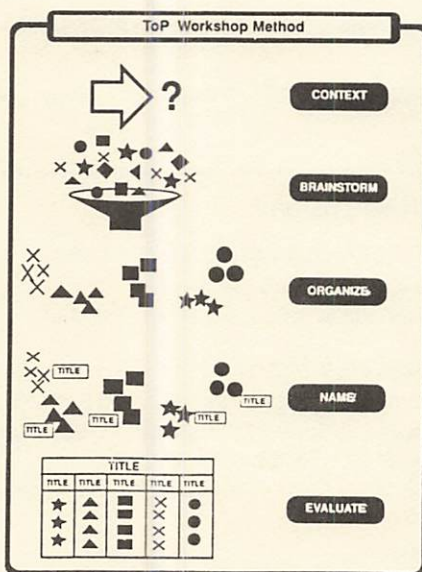 ToP Workshop Method
?
CONTEXT
BRAINSTORM
ORGANIZE
TITLE
TITLE
TITLE
TITLE
TITLE
NAME
TITLE
TITLE TITLE TITLE TITLE TITLE
EVALUATE